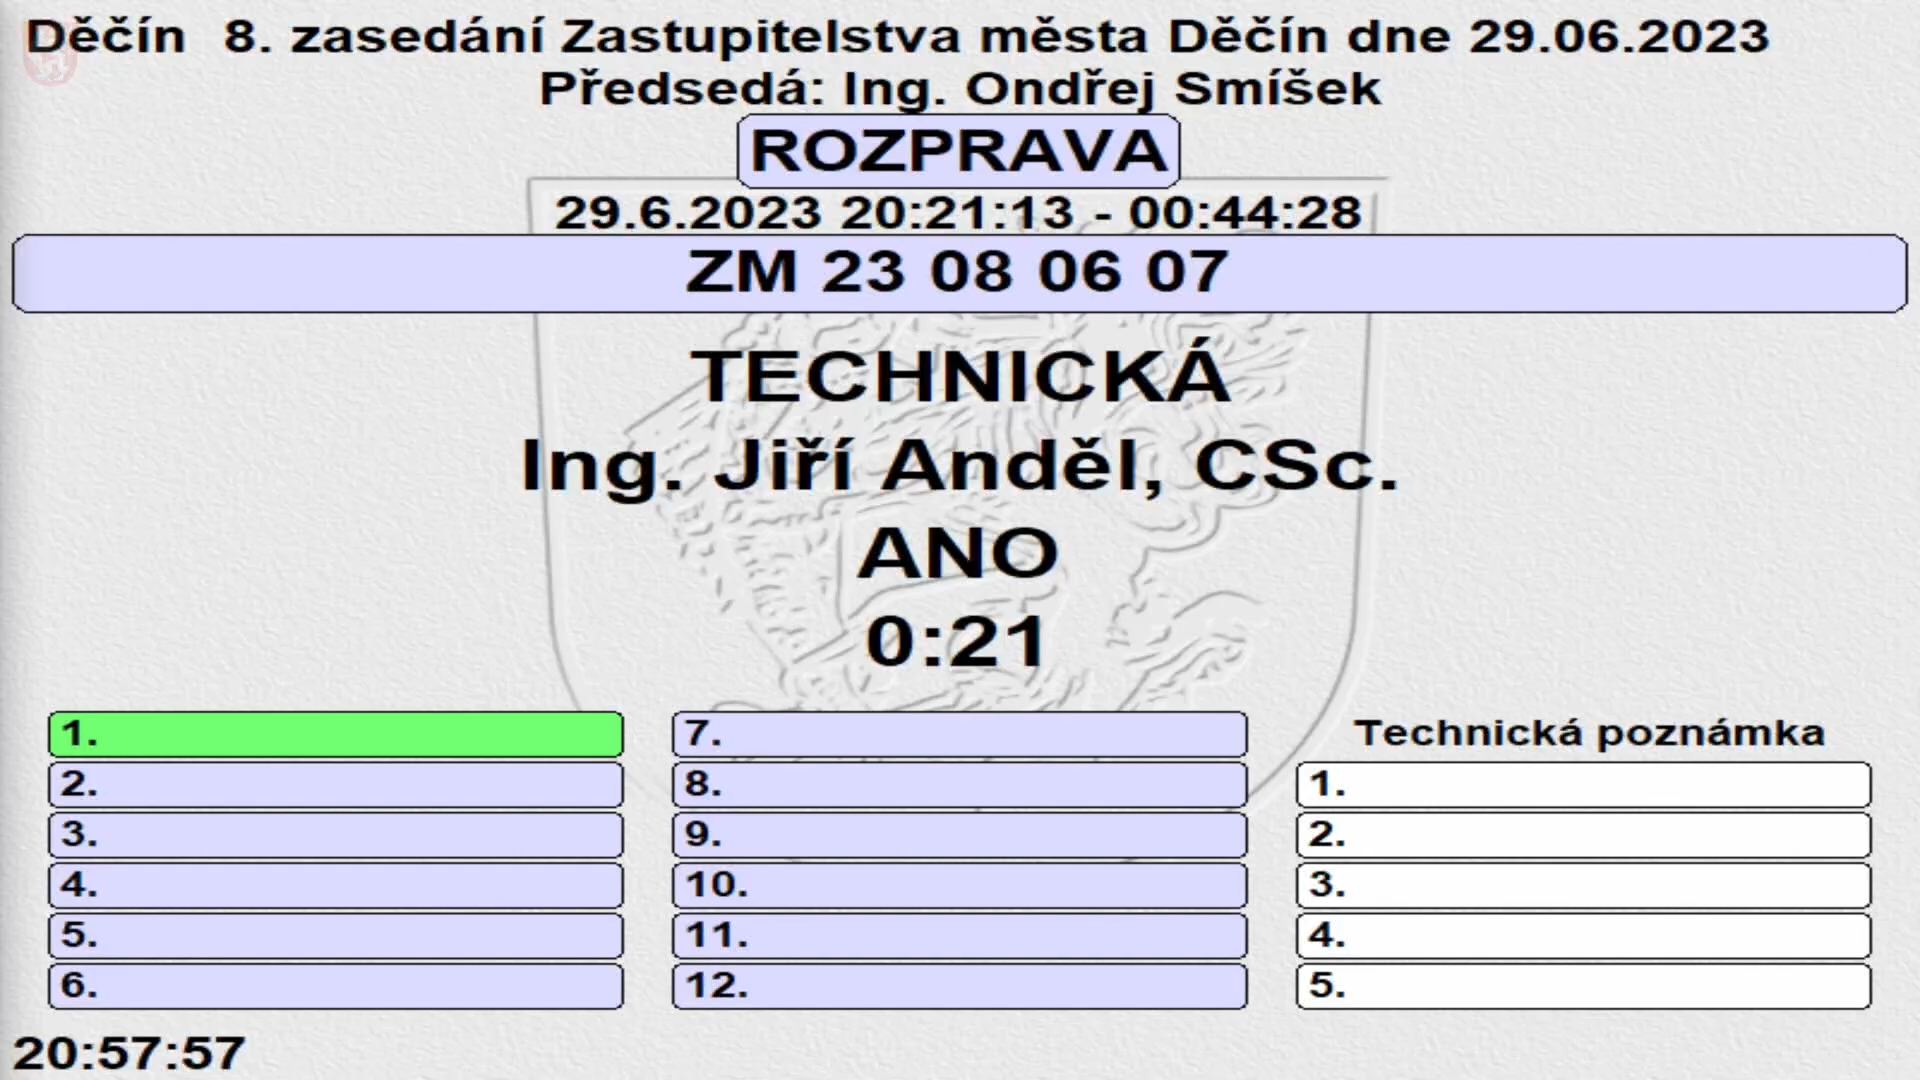 Děčín 8. zasedání Zastupitelstva města Děčín dne 29.06.2023
Předsedá: Ing. Ondřej Smíšek
ROZPRAVA
29.6.2023 20:21:13 - 00:44:28
ZM 23 08 06 07
TECHNICKÁ
Ing. Jiří Anděl, CSc.
ANO
0:21
1.
2.
3.
4.
5.
6.
7.
8.
9.
10.
11.
12.
Technická poznámka
1.
2.
3.
4.
5.
20:57:57